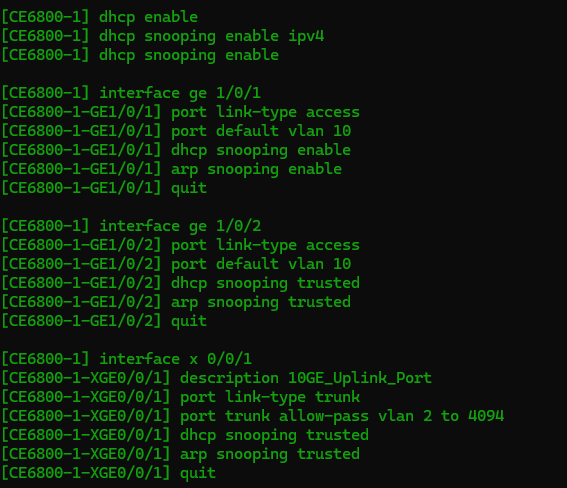 [CE6800-1] dhcp enable
[CE6800-1] dhcp snooping enable ipv4
[CE6800-1] dhcp snooping enable
[CE6800-1] interface ge 1/0/1
[CE6800-1-GE1/0/1] port link-type access
[CE6800-1-GE1/0/1] port default vlan 10
[CE6800-1-GE1/0/1] dhcp snooping enable
[CE6800-1-GE1/0/1] arp snooping enable
[CE6800-1-GE1/0/1] quit
[CE6800-1] interface ge 1/0/2
[CE6800-1-GE1/0/2] port link-type access
[CE6800-1-GE1/0/2] port default vlan 10
[CE6800-1-GE1/0/2] dhcp snooping trusted
[CE6800-1-GE1/0/2] arp snooping trusted
[CE6800-1-GE1/0/2] quit
[CE6800-1] interface x 0/0/1
[CE6800-1-XGE0/0/1] description 10GE_Uplink_Port
[CE6800-1-XGE0/0/1] port link-type trunk
[CE6800-1-XGE0/0/1] port trunk allow-pass vlan 2 to 4094
[CE6800-1-XGE0/0/1] dhcp snooping trusted
[CE6800-1-XGE0/0/1] arp snooping trusted
[CE6800-1-XGE0/0/1] quit